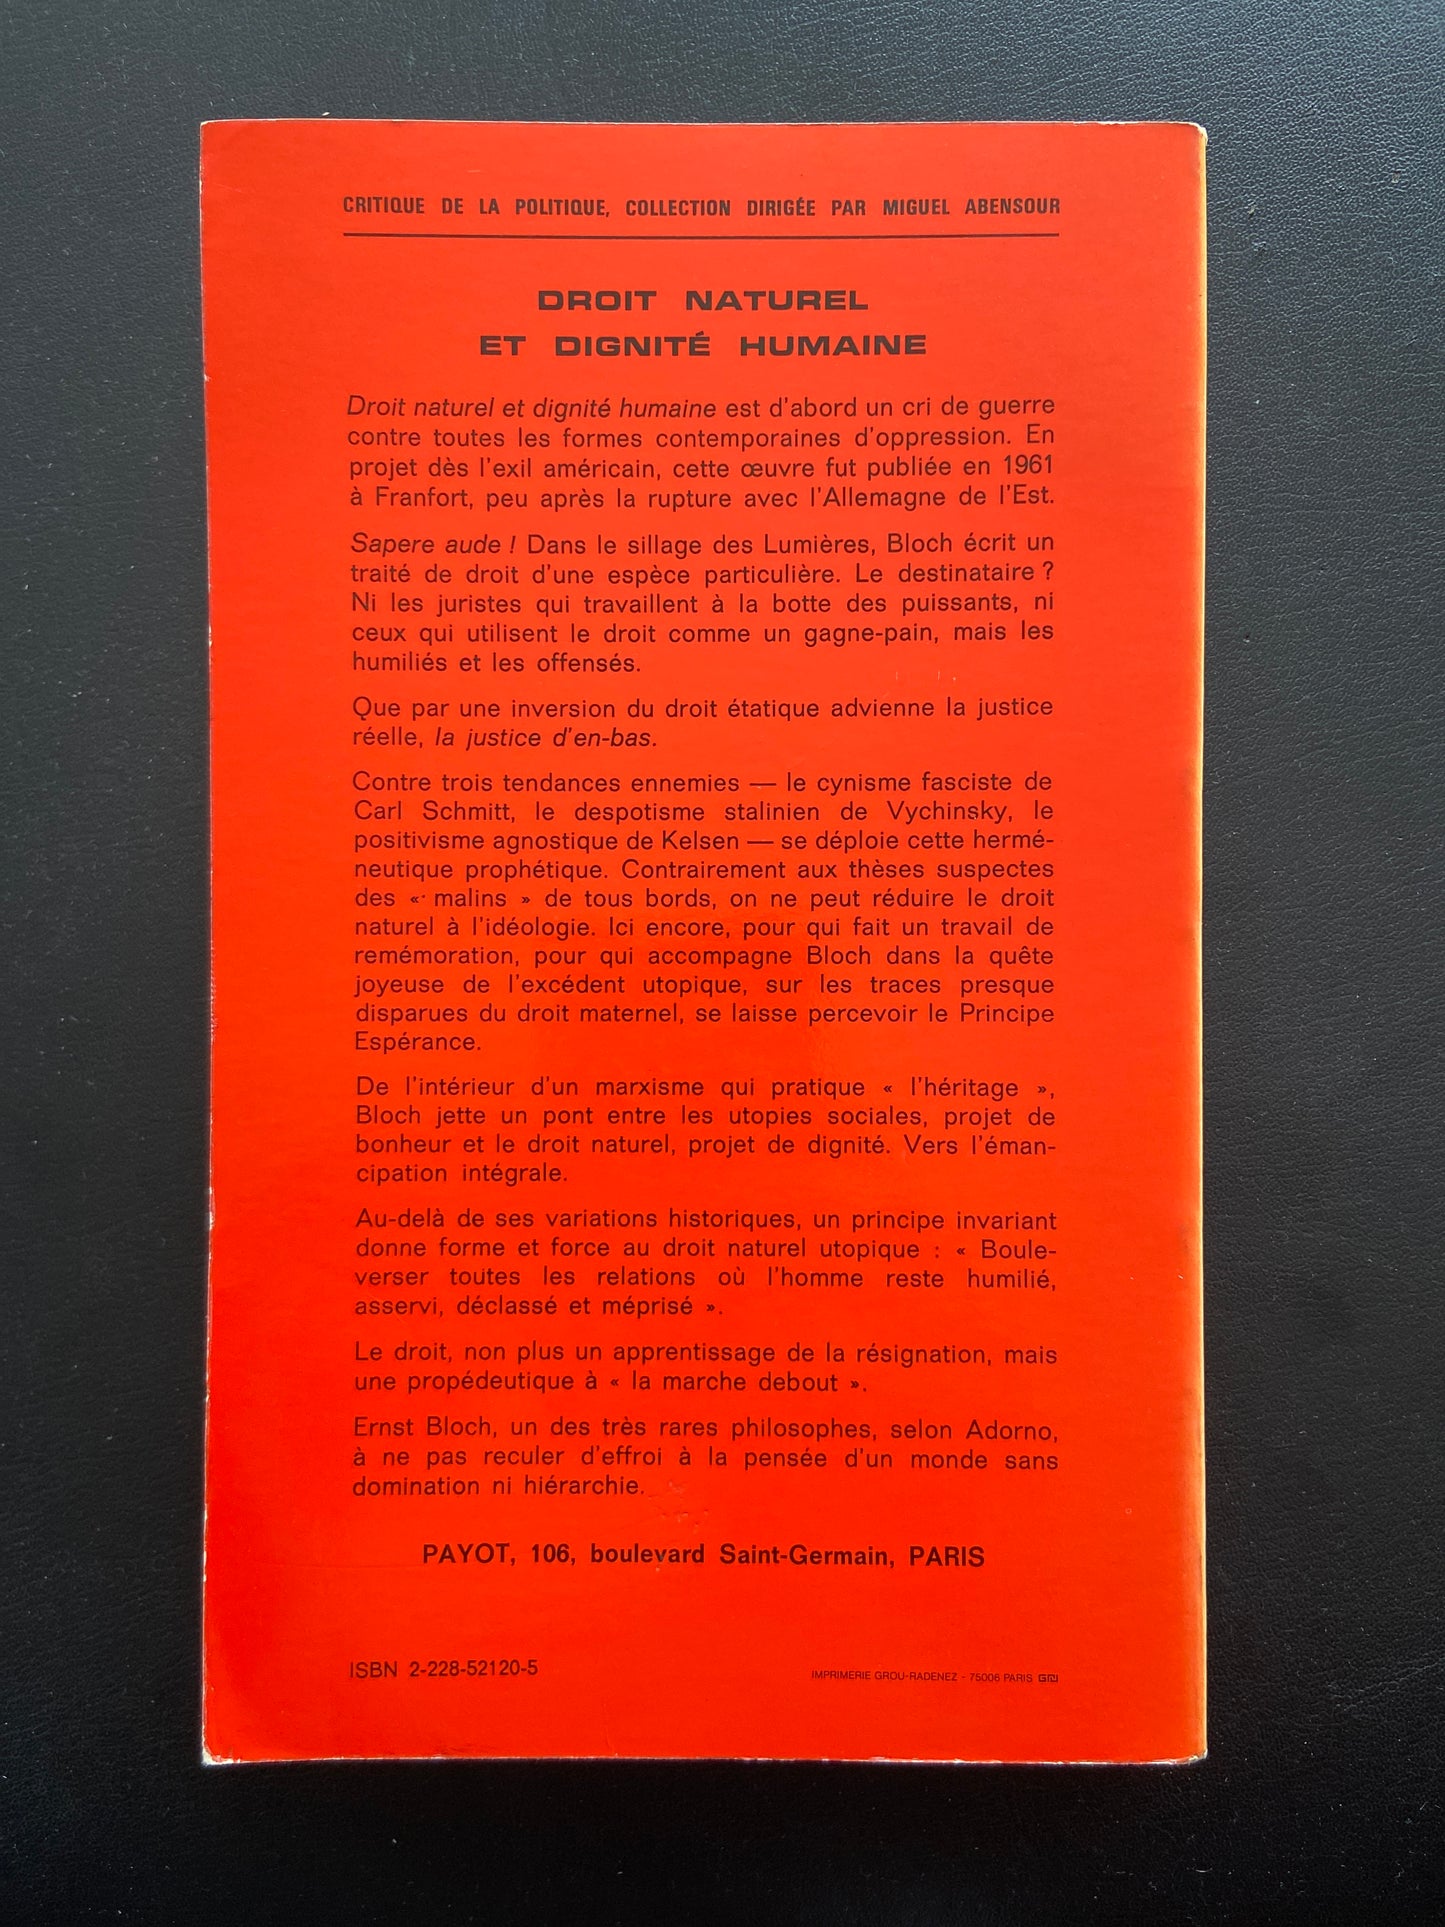 CRITIQUE DE LA POLITIQUE, COLLECTION DIRIGÉE PAR MIGUEL ABENSOUR
DROIT NATUREL
ET DIGNITÉ HUMAINE
Droit naturel et dignité humaine est d'abord un cri de guerre
contre toutes les formes contemporaines d'oppression. En
projet dès l'exil américain, cette œuvre fut publiée en 1961
à Franfort, peu après la rupture avec l'Allemagne de l'Est.
Sapere aude ! Dans le sillage des Lumières, Bloch écrit un
traité de droit d'une espèce particulière. Le destinataire ?
Ni les juristes qui travaillent à la botte des puissants, ni
ceux qui utilisent le droit comme un gagne-pain, mais les
humiliés et les offensés.
Que par une inversion du droit étatique advienne la justice
réelle, la justice d'en-bas.
Contre trois tendances ennemies — le cynisme fasciste de
Carl Schmitt, le despotisme stalinien de Vychinsky, le
positivisme agnostique de Kelsen — se déploie cette hermé-
neutique prophétique. Contrairement aux thèses suspectes
des « malins » de tous bords, on ne peut réduire le droit
naturel à l'idéologie. Ici encore, pour qui fait un travail de
remémoration, pour qui accompagne Bloch dans la quête
joyeuse de l'excédent utopique, sur les traces presque
disparues du droit maternel, se laisse percevoir le Principe
Espérance.
De l'intérieur d'un marxisme qui pratique « l'héritage »,
Bloch jette un pont entre les utopies sociales, projet de
bonheur et le droit naturel, projet de dignité. Vers l'éman-
cipation intégrale.
Au-delà de ses variations historiques, un principe invariant
donne forme et force au droit naturel utopique : « Boule-
verser toutes les relations où l'homme reste humilié,
asservi, déclassé et méprisé ».
Le droit, non plus un apprentissage de la résignation, mais
une propédeutique à « la marche debout ».
Ernst Bloch, un des très rares philosophes, selon Adorno,
à ne pas reculer d'effroi à la pensée d'un monde sans
domination ni hiérarchie.
PAYOT, 106, boulevard Saint-Germain, PARIS
ISBN 2-228-52120-5
IMPRIMERIE GROU-RADENEZ - 75006 PARIS